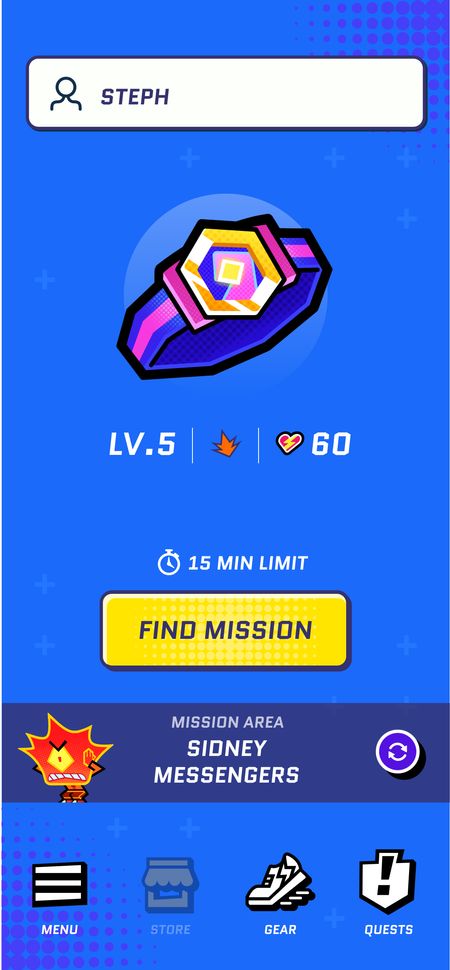 STEPH
LV.5
60
15 MIN LIMIT
FIND MISSION
MISSION AREA
SIDNEY
MESSENGERS
MENU
STORE
GEAR
QUESTS